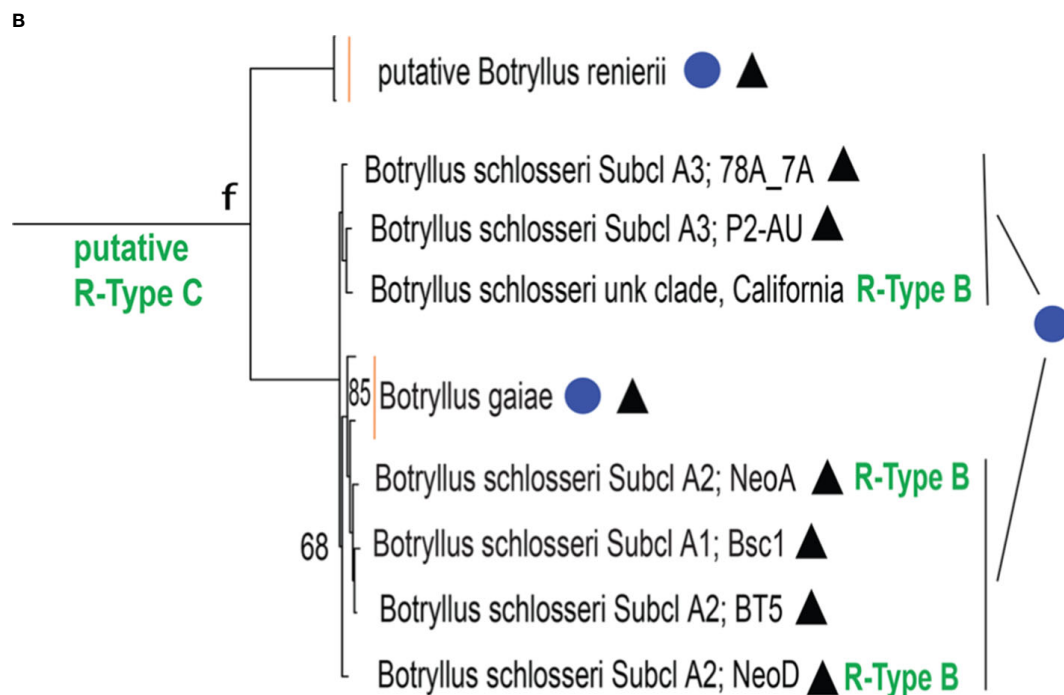 B
putative Botryllus renierii
Botryllus schlosseri Subcl A3; 78A_7A
f
Botryllus schlosseri Subcl A3; P2-AU
putative
R-Type C
Botryllus schlosseri unk clade, California R-Type B
85
Botryllus gaiae
Botryllus schlosseri Subcl A2; NeoA R-Type B
68
Botryllus schlosseri Subcl A1; Bsc1
Botryllus schlosseri Subcl A2; BT5
Botryllus schlosseri Subcl A2; NeoD R-Type B